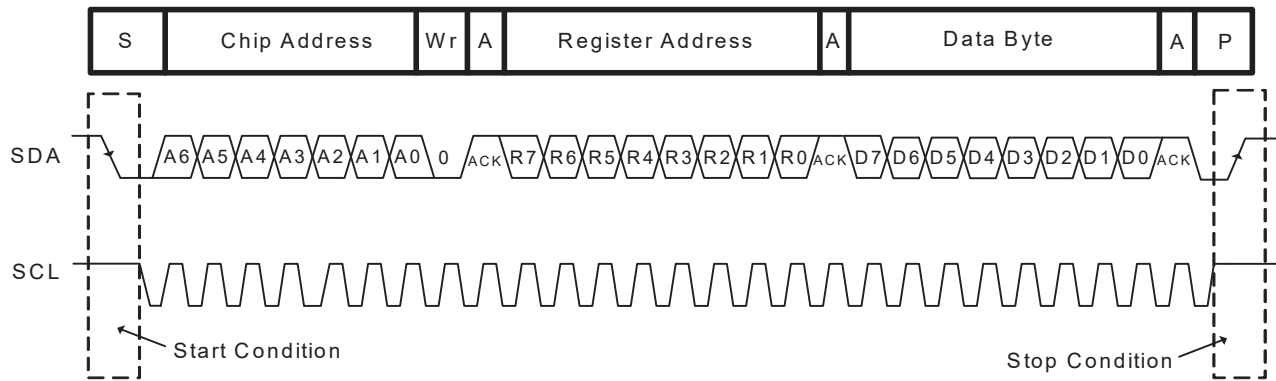 S Chip Address Wr A Register Address A Data Byte A P
SDA A6 A5 A4 A3 A2 A1 A0 0 ACK R7 R6 R5 R4 R3 R2 R1 R0 ACK D7 D6 D5 D4 D3 D2 D1 D0 ACK
SCL
Start Condition
Stop Condition